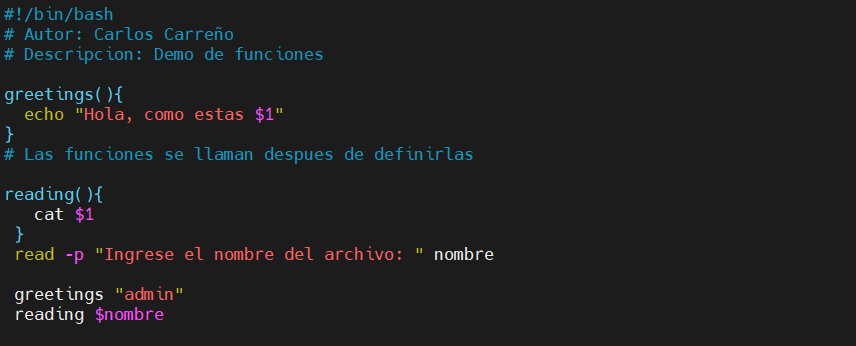 #!/bin/bash
# Autor: Carlos Carreño
# Descripcion: Demo de funciones
greetings(){
  echo "Hola, como estas $1"
}
# Las funciones se llaman despues de definirlas
reading(){
   cat $1
 }
 read -p "Ingrese el nombre del archivo: " nombre
 greetings "admin"
 reading $nombre